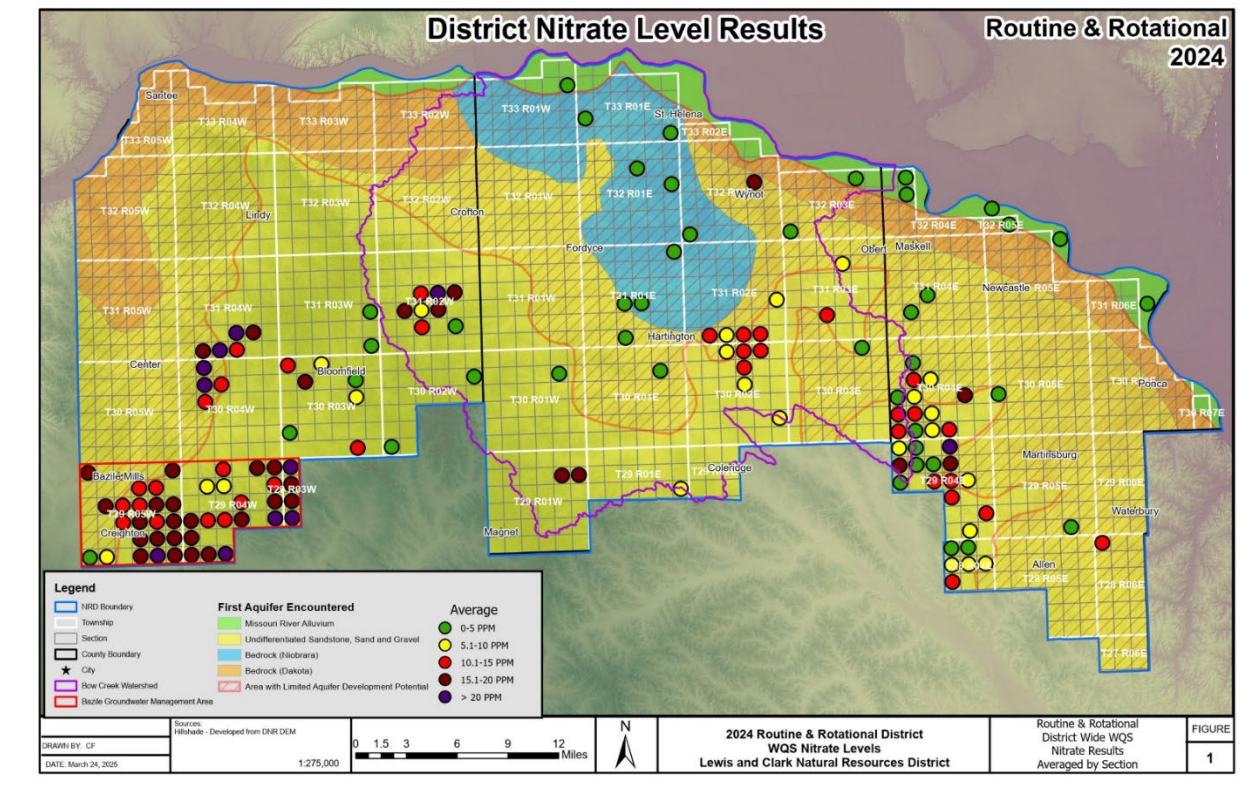 District Nitrate Level Results
Routine & Rotational
2024
Santee
T33 R05W
T33 R04W
T33 R03W
T33 R02W
T33 R01W
T33 R01E
St. Helena
T33 R02E
T32 R05W
T32 R04W
Lindy
T32 R03W
T32 R02W
Crofton
T32 R01W
T32 R01E
Wynot
T32 R03E
T32 R04E
T32 R05E
Fordyce
Obert
Maskell
Newcastle
T31 R05W
T31 R04W
T31 R03W
T31 R02W
T31 R01W
T31 R01E
T31 R02E
T31 R03E
T31 R04E
T31 R06E
Hartington
Center
Bloomfield
T30 R05W
T30 R04W
T30 R03W
T30 R02W
T30 R01W
T30 R01E
T30 R02E
T30 R03E
T30 R04E
T30 R05E
Ponca
T30 R07E
Bazile Mills
T29 R05W
T29 R04W
T29 R03W
Creighton
T29 R01W
T29 R01E
Coleridge
Magnet
T29 R04E
Martinsburg
T29 R05E
T29 R06E
Waterbury
Allen
T28 R05E
T28 R06E
T27 R06E
Legend
NRD Boundary
Township
Section
County Boundary
City
Bow Creek Watershed
Bazile Groundwater Management Area
First Aquifer Encountered
Missouri River Alluvium
Undifferentiated Sandstone, Sand and Gravel
Bedrock (Niobrara)
Bedrock (Dakota)
Area with Limited Aquifer Development Potential
Average
0-5 PPM
5.1-10 PPM
10.1-15 PPM
15.1-20 PPM
> 20 PPM
DRAWN BY: CF
DATE: March 24, 2025
Sources:
Hillshade - Developed from DNR DEM
1:275,000
0 1.5 3 6 9 12
Miles
N
2024 Routine & Rotational District
WQS Nitrate Levels
Lewis and Clark Natural Resources District
Routine & Rotational
District Wide WQS
Nitrate Results
Averaged by Section
FIGURE
1